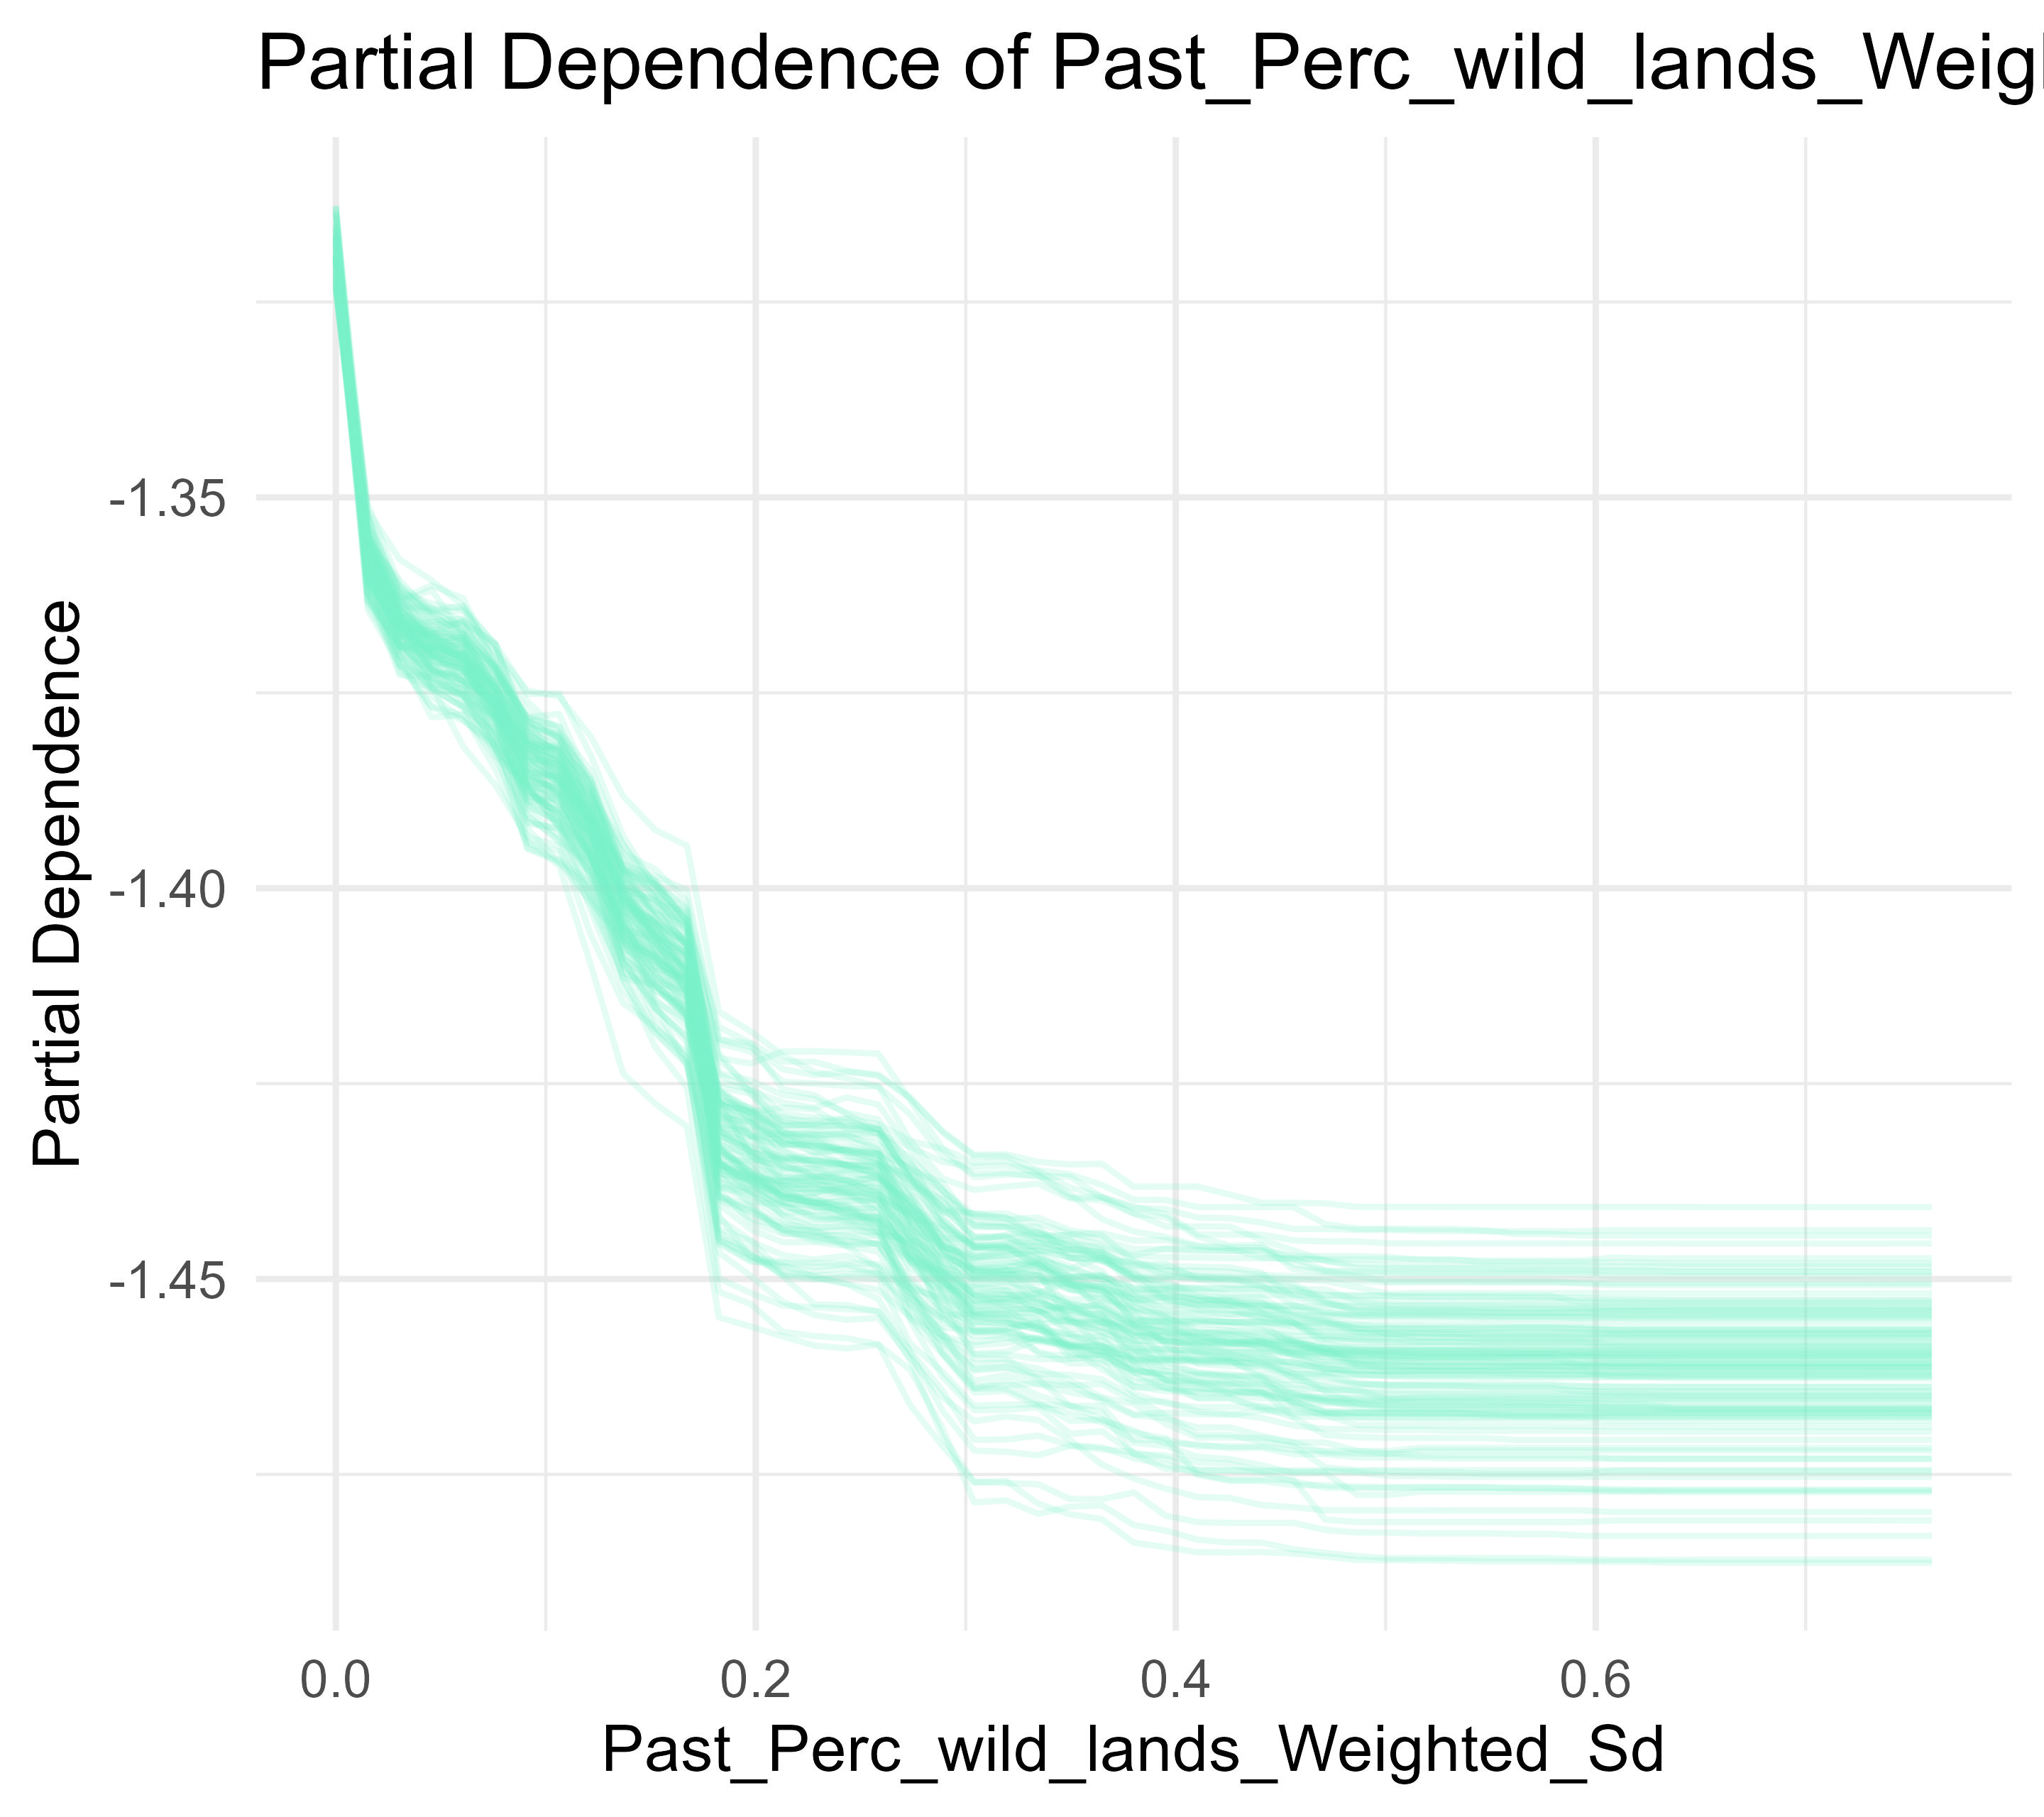 Partial Dependence of Past_Perc_wild_lands_Weig
-1.35
-1.40
-1.45
Partial Dependence
0.0 0.2 0.4 0.6
Past_Perc_wild_lands_Weighted_Sd